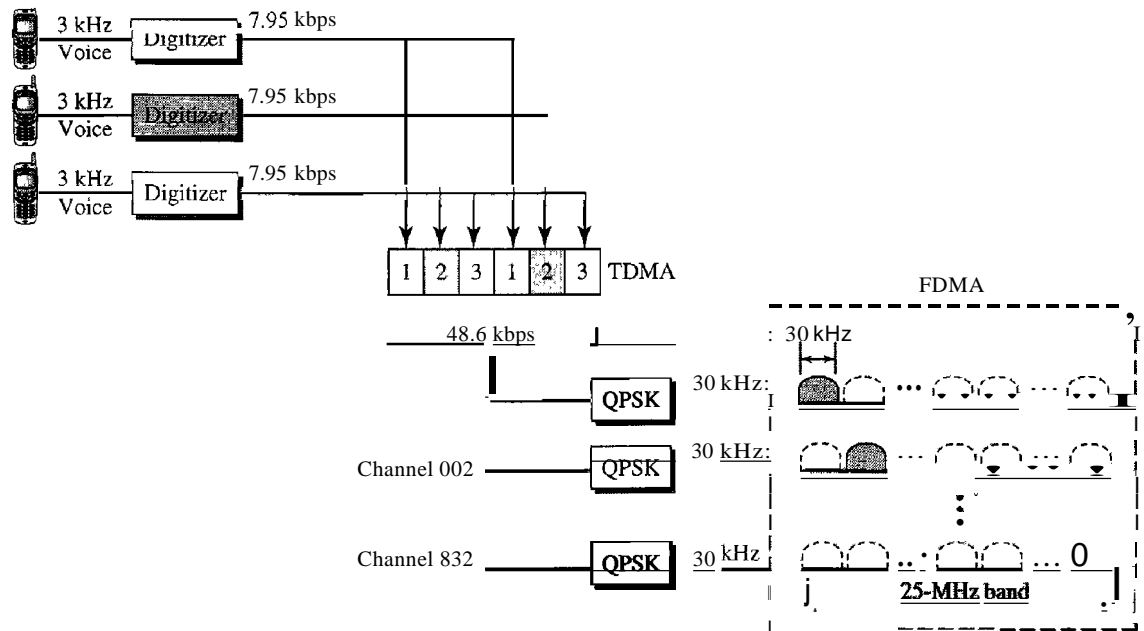 3 kHz
Voice
Digitizer
7.95 kbps
3 kHz
Voice
Digitizer
7.95 kbps
3 kHz
Voice
Digitizer
7.95 kbps
1 2 3 1 2 3 TDMA
FDMA
48.6 kbps
: 30 kHz
QPSK
30 kHz:
Channel 002
QPSK
30 kHz:
Channel 832
QPSK
30 kHz
0
25-MHz band